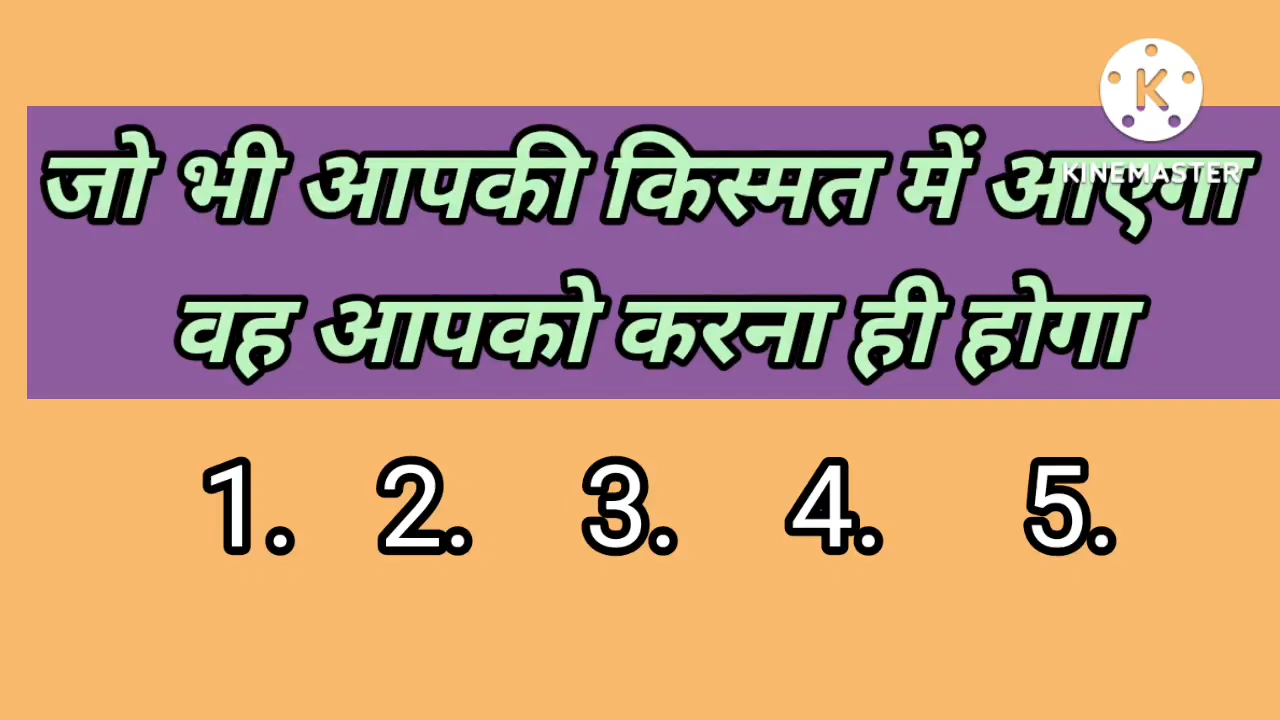 K
KINEMASTER
जो भी आपकी किस्मत में आएगा
वह आपको करना ही होगा
1. 2. 3. 4. 5.